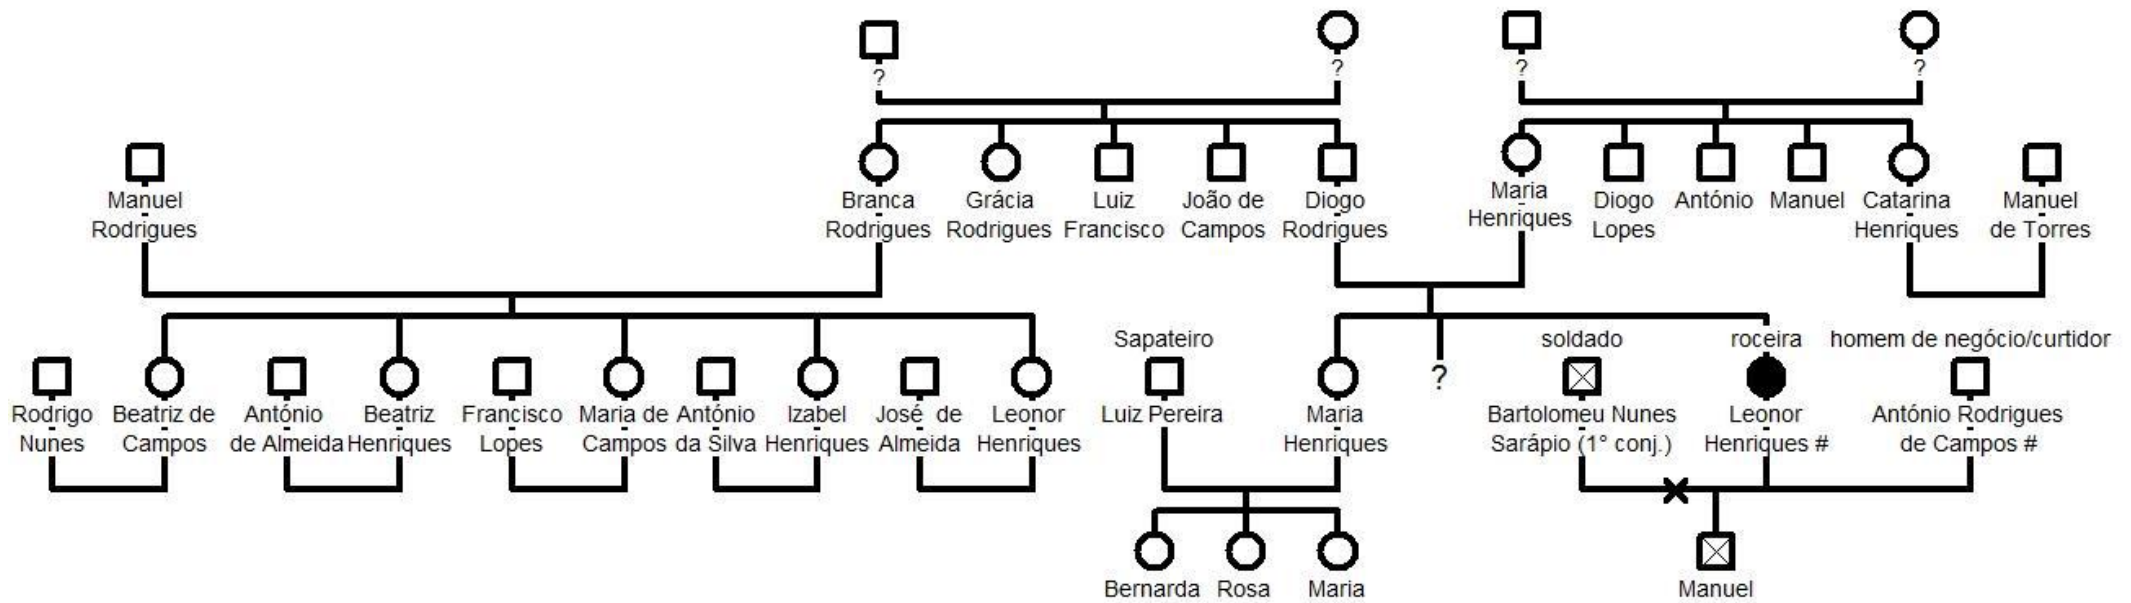 ?
?
?
?
Manuel
Rodrigues
Branca
Rodrigues
Grácia
Rodrigues
Luiz
Francisco
João de
Campos
Diogo
Rodrigues
Maria
Henriques
Diogo
Lopes
António
Manuel
Catarina
Henriques
Manuel
de Torres
Sapateiro
soldado
roceira
homem de negócio/curtidor
Rodrigo
Nunes
Beatriz de
Campos
António
de Almeida
Beatriz
Henriques
Francisco
Lopes
Maria de
Campos
António
da Silva
Izabel
Henriques
José de
Almeida
Leonor
Henriques
Luiz Pereira
Maria
Henriques
?
Bartolomeu Nunes
Sarápio (1° conj.)
Leonor
Henriques #
António Rodrigues
de Campos #
Bernarda
Rosa
Maria
Manuel